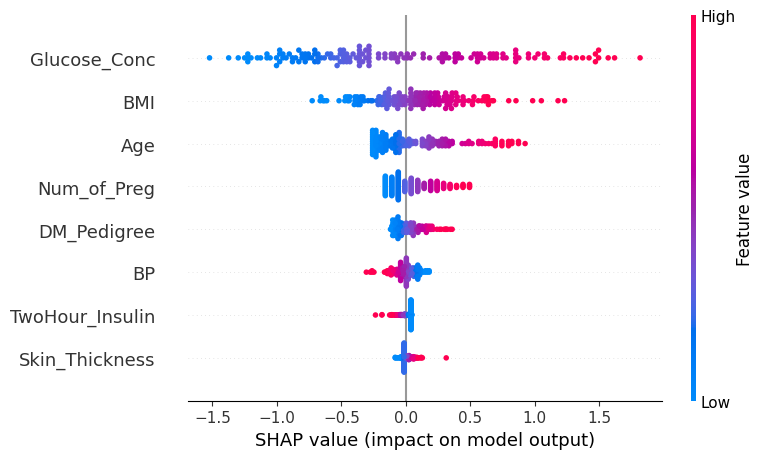 High
Glucose_Conc
BMI
Age
Num_of_Preg
DM_Pedigree
BP
TwoHour_Insulin
Skin_Thickness
Feature value
Low
−1.5 −1.0 −0.5 0.0 0.5 1.0 1.5
SHAP value (impact on model output)